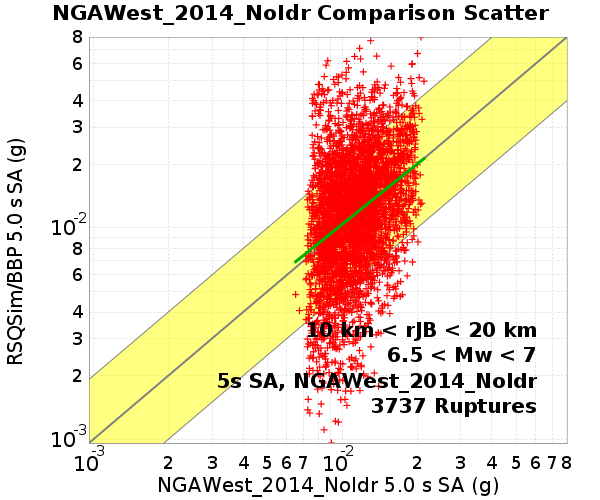 NGAWest_2014_NoIdr Comparison Scatter
8
6
4
3
2
10-2
8
6
4
3
2
10-3
RSQSim/BBP 5.0 s SA (g)
10 km < rJB < 20 km
6.5 < Mw < 7
5s SA, NGAWest_2014_NoIdr
3737 Ruptures
10-3 2 3 4 5 6 7 10-2 2 3 4 5 6 7 8
NGAWest_2014_NoIdr 5.0 s SA (g)